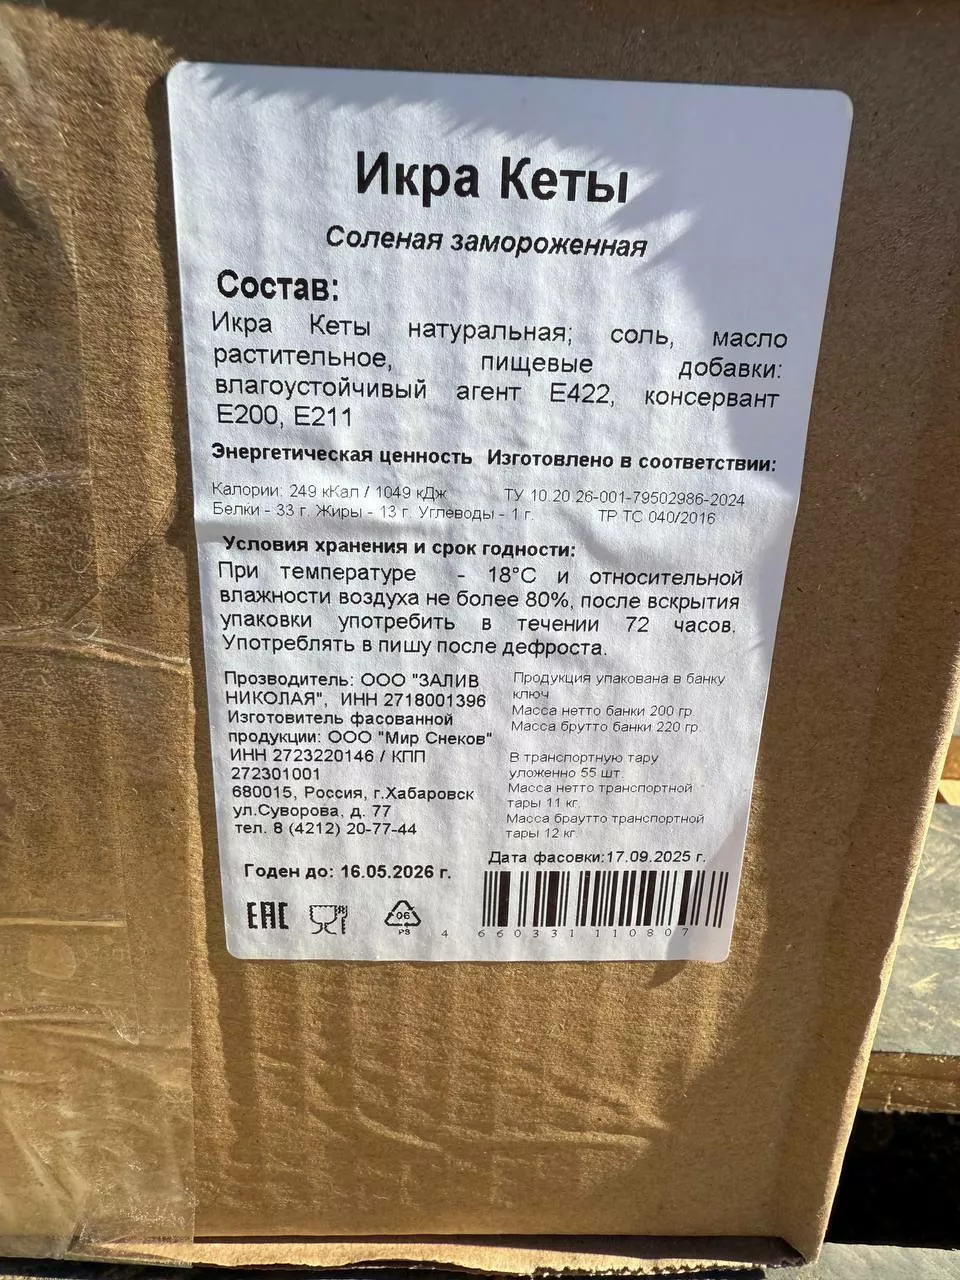 Икра Кеты
Соленая замороженная
Состав:
Икра Кеты натуральная; соль, масло
растительное, пищевые добавки:
влагоустойчивый агент Е422, консервант
Е200, Е211
Энергетическая ценность Изготовлено в соответствии:
Калории: 249 кКал / 1049 кДж ТУ 10.20.26-001-79502986-2024
Белки - 33 г. Жиры - 13 г. Углеводы - 1 г. ТР ТС 040/2016
Условия хранения и срок годности:
При температуре - 18°С и относительной
влажности воздуха не более 80%, после вскрытия
упаковки употребить в течении 72 часов.
Употреблять в пишу после дефроста.
Прозводитель: ООО "ЗАЛИВ
НИКОЛАЯ", ИНН 2718001396
Изготовитель фасованной
продукции: ООО "Мир Снеков"
ИНН 2723220146 / КПП
272301001
680015, Россия, г.Хабаровск
ул.Суворова, д. 77
тел. 8 (4212) 20-77-44
Годен до: 16.05.2026 г.
Продукция упакована в банку
ключ
Масса нетто банки 200 гр.
Масса брутто банки 220 гр.
В транспортную тару
уложенно 55 шт.
Масса нетто транспортной
тары 11 кг.
Масса браутто транспортной
тары 12 кг.
Дата фасовки:17.09.2025 г.
EAC
06
PS
4 660331 110807